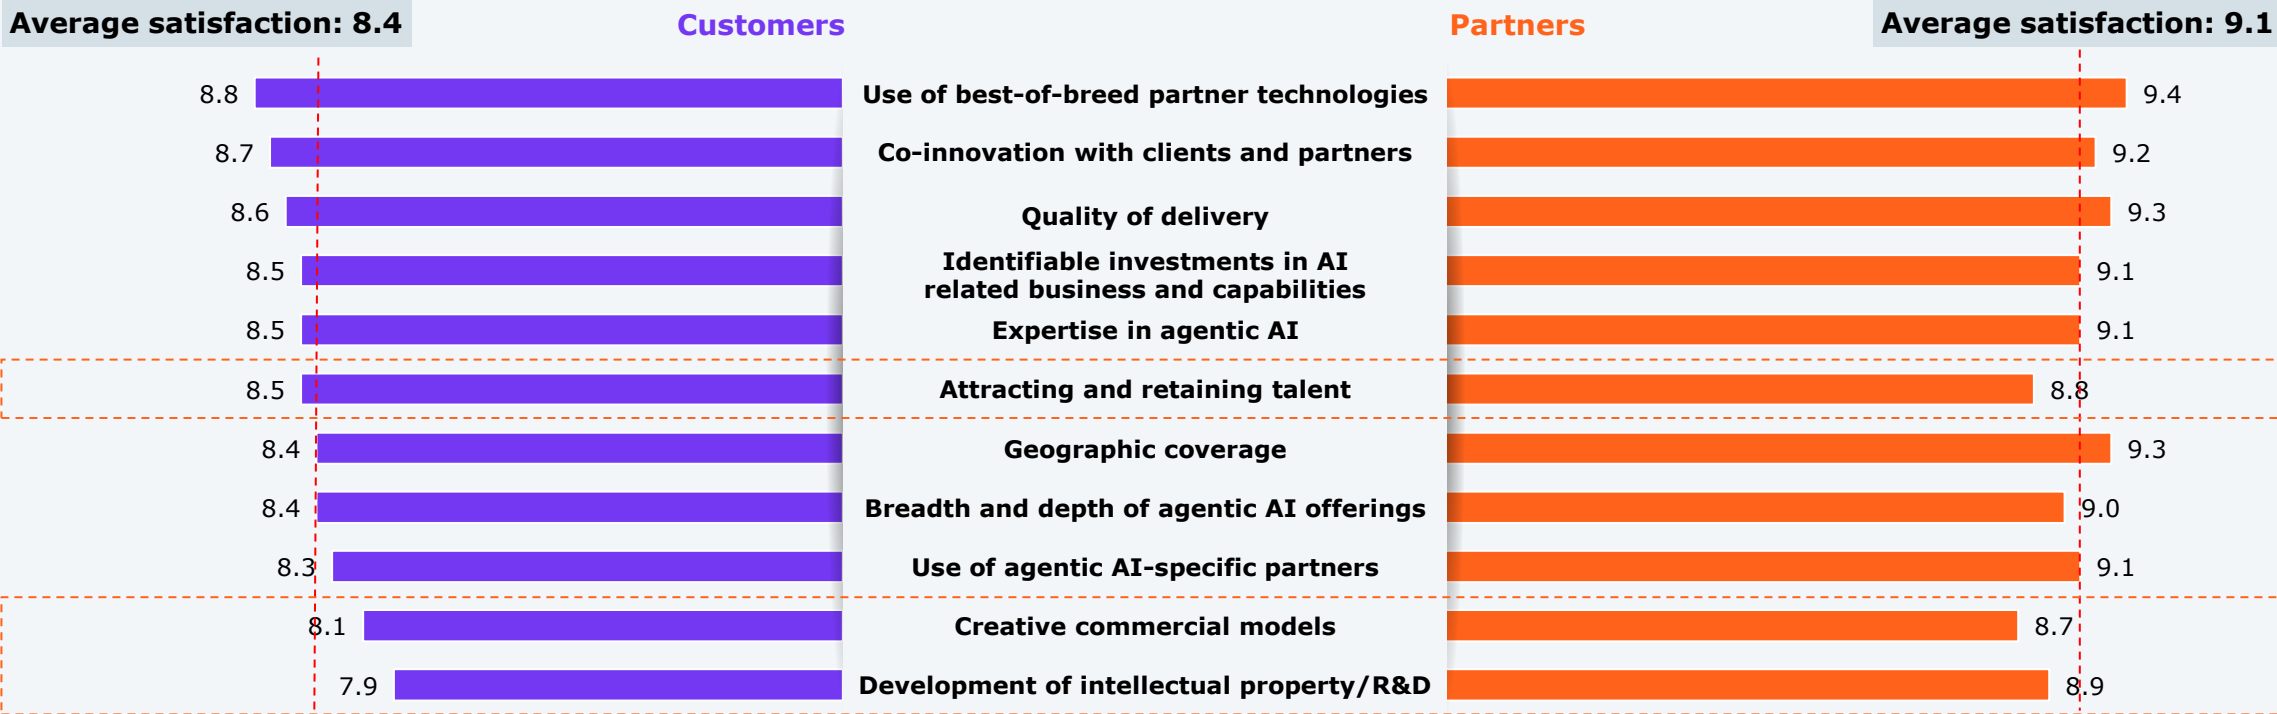 Average satisfaction: 8.4
Customers
Partners
Average satisfaction: 9.1
8.8
Use of best-of-breed partner technologies
9.4
8.7
Co-innovation with clients and partners
9.2
8.6
Quality of delivery
9.3
8.5
Identifiable investments in AI
related business and capabilities
9.1
8.5
Expertise in agentic AI
9.1
8.5
Attracting and retaining talent
8.8
8.4
Geographic coverage
9.3
8.4
Breadth and depth of agentic AI offerings
9.0
8.3
Use of agentic AI-specific partners
9.1
8.1
Creative commercial models
8.7
7.9
Development of intellectual property/R&D
8.9